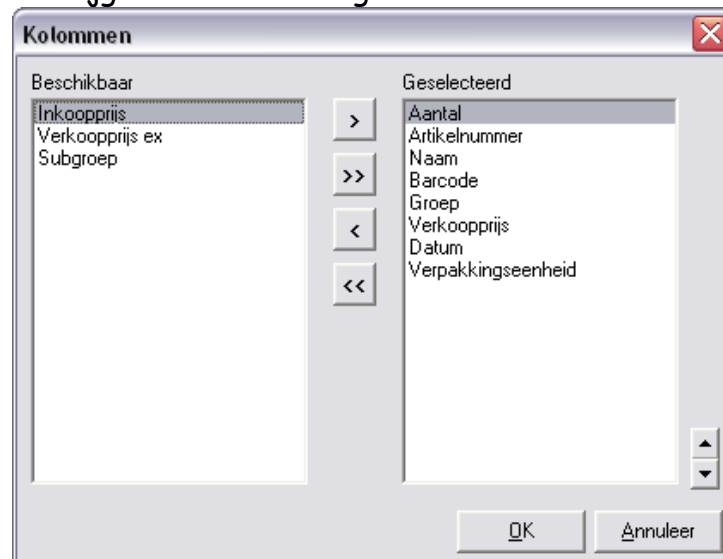 Kolommen
Beschikbaar
Inkoopprijs
Verkoopprijs ex
Subgroep
>
>>
<
<<
Geselecteerd
Aantal
Artikelnummer
Naam
Barcode
Groep
Verkoopprijs
Datum
Verpakkingseenheid
OK
Annuleer